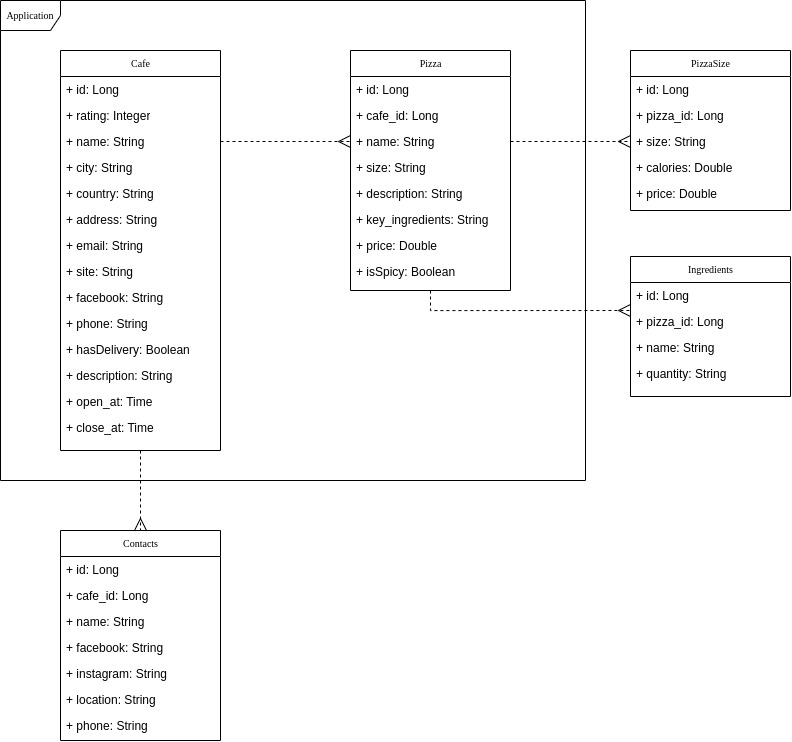 Application
Cafe
+ id: Long
+ rating: Integer
+ name: String
+ city: String
+ country: String
+ address: String
+ email: String
+ site: String
+ facebook: String
+ phone: String
+ hasDelivery: Boolean
+ description: String
+ open_at: Time
+ close_at: Time
Pizza
+ id: Long
+ cafe_id: Long
+ name: String
+ size: String
+ description: String
+ key_ingredients: String
+ price: Double
+ isSpicy: Boolean
PizzaSize
+ id: Long
+ pizza_id: Long
+ size: String
+ calories: Double
+ price: Double
Ingredients
+ id: Long
+ pizza_id: Long
+ name: String
+ quantity: String
Contacts
+ id: Long
+ cafe_id: Long
+ name: String
+ facebook: String
+ instagram: String
+ location: String
+ phone: String